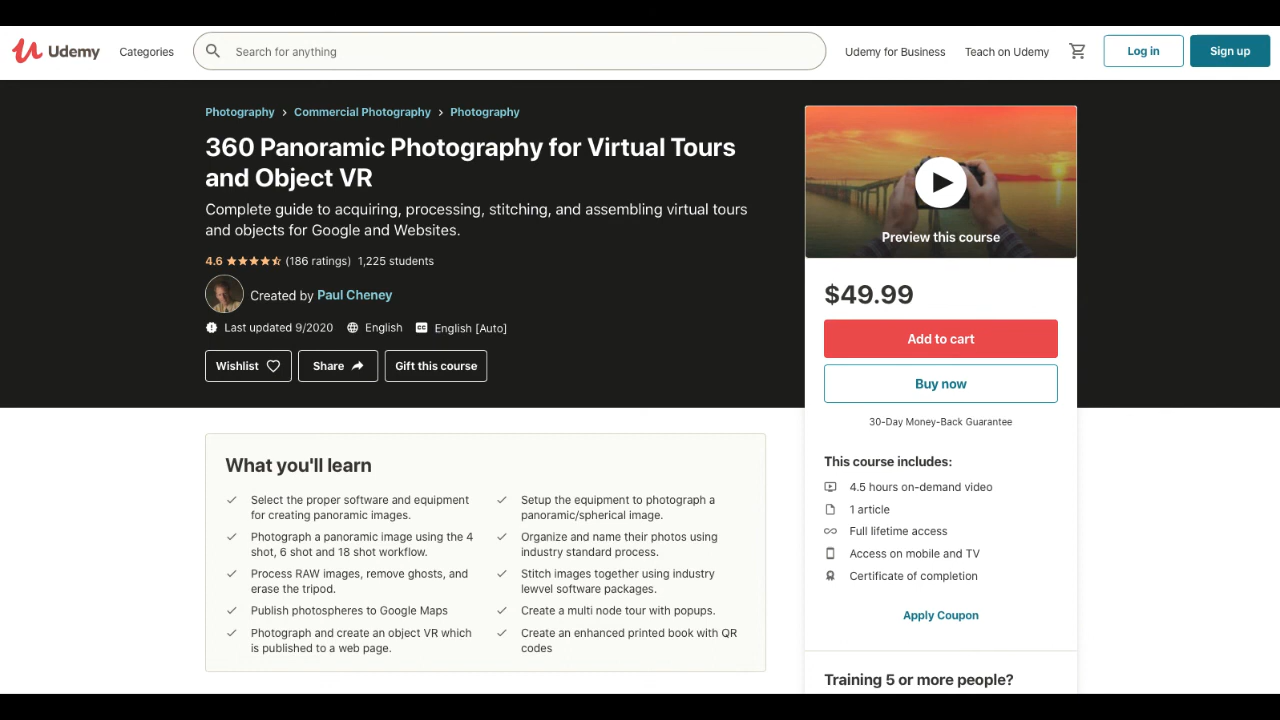 Udemy
Categories
Search for anything
Udemy for Business
Teach on Udemy
Log in
Sign up
Photography > Commercial Photography > Photography
360 Panoramic Photography for Virtual Tours
and Object VR
Complete guide to acquiring, processing, stitching, and assembling virtual tours
and objects for Google and Websites.
4.6 (186 ratings) 1,225 students
Created by Paul Cheney
Last updated 9/2020 English CC English [Auto]
Wishlist
Share
Gift this course
Preview this course
$49.99
Add to cart
Buy now
30-Day Money-Back Guarantee
This course includes:
4.5 hours on-demand video
1 article
Full lifetime access
Access on mobile and TV
Certificate of completion
Apply Coupon
Training 5 or more people?
What you'll learn
Select the proper software and equipment
for creating panoramic images.
Photograph a panoramic image using the 4
shot, 6 shot and 18 shot workflow.
Process RAW images, remove ghosts, and
erase the tripod.
Publish photospheres to Google Maps
Photograph and create an object VR which
is published to a web page.
Setup the equipment to photograph a
panoramic/spherical image.
Organize and name their photos using
industry standard process.
Stitch images together using industry
lewvel software packages.
Create a multi node tour with popups.
Create an enhanced printed book with QR
codes